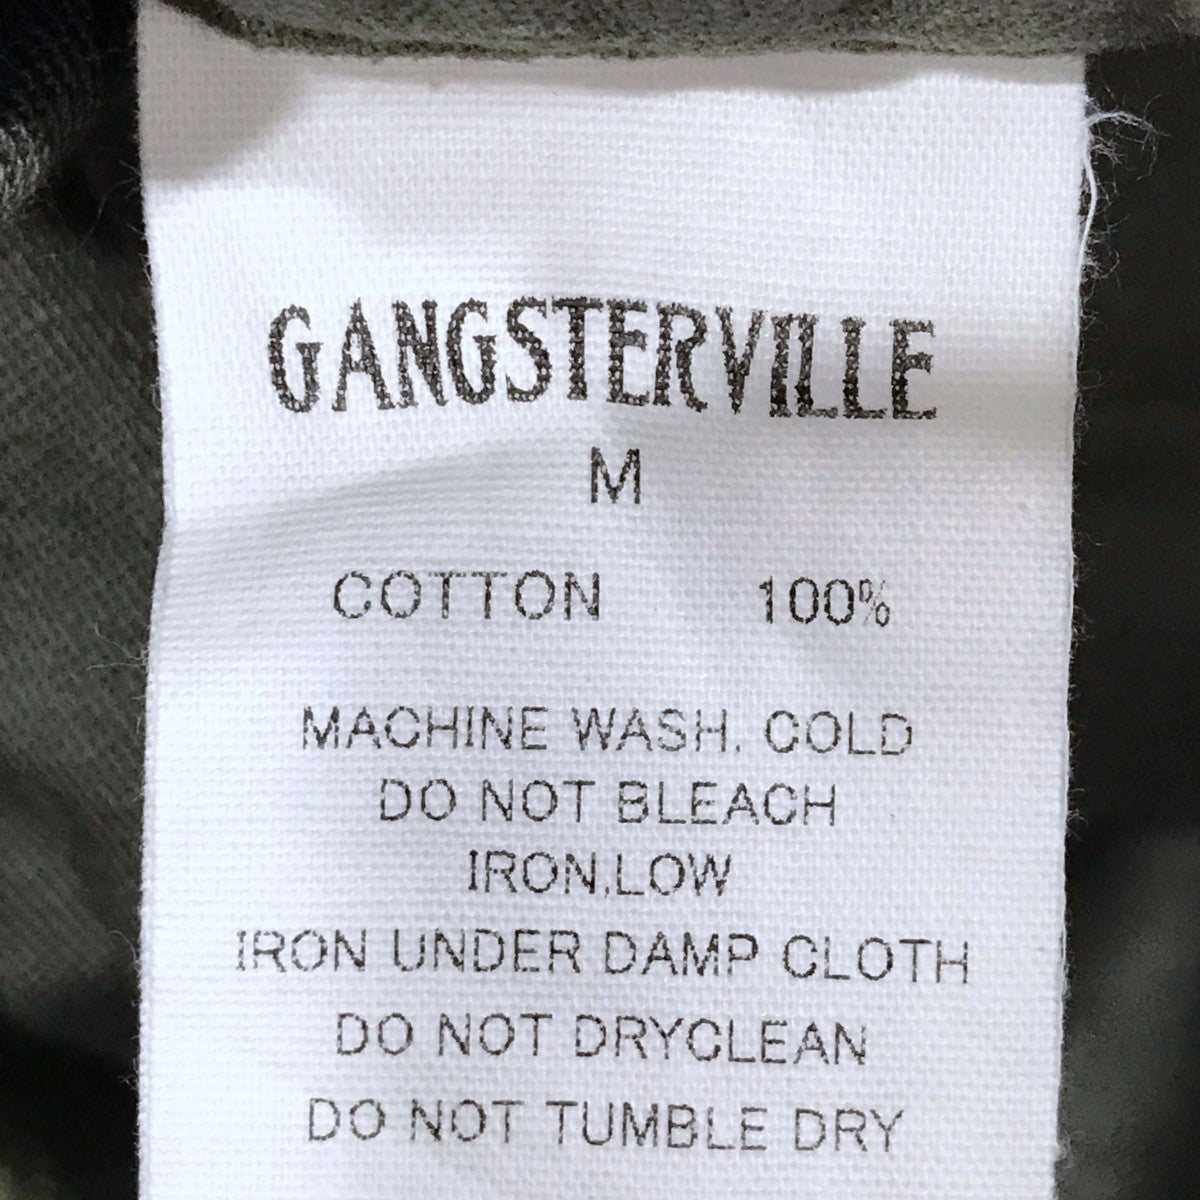 GANGSTERVILLE
M
COTTON 100%
MACHINE WASH. COLD
DO NOT BLEACH
IRON.LOW
IRON UNDER DAMP CLOTH
DO NOT DRYCLEAN
DO NOT TUMBLE DRY